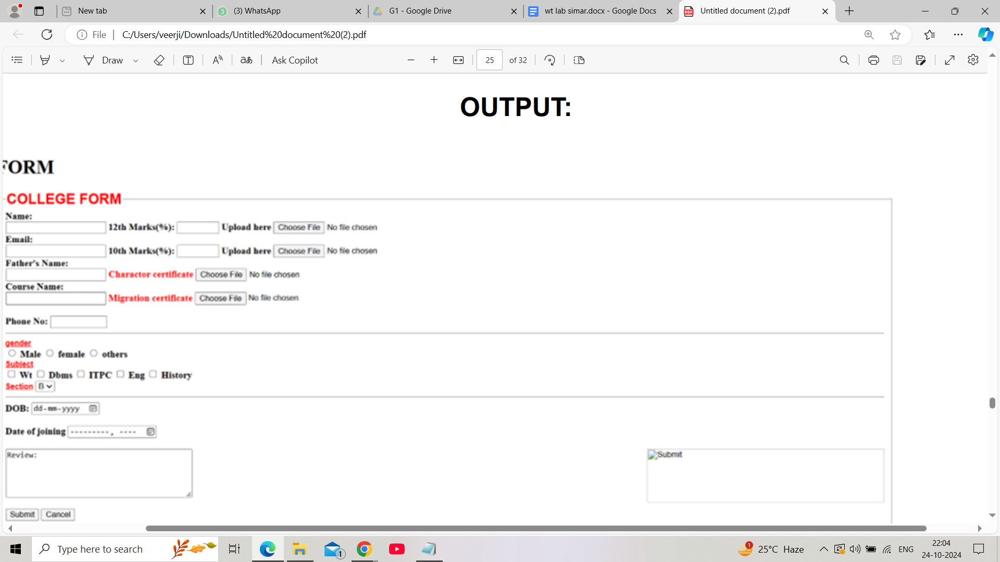 New tab
3 (3) WhatsApp
G1 - Google Drive
wt lab simar.docx - Google Docs
PDF Untitled document (2).pdf
File C:/Users/veerji/Downloads/Untitled%20document%20(2).pdf
Draw
Ask Copilot
25 of 32
OUTPUT:
FORM
COLLEGE FORM
Name:
12th Marks(%): Upload here Choose File No file chosen
Email:
10th Marks(%): Upload here Choose File No file chosen
Father's Name:
Charactor certificate Choose File No file chosen
Course Name:
Migration certificate Choose File No file chosen
Phone No:
gender
Male female others
Subject
Wt Dbms ITPC Eng History
Section B
DOB: dd-mm-yyyy
Date of joining ---------, ----
Review:
Submit
Submit Cancel
Type here to search
1
1
25°C Haze
ENG
22:04
24-10-2024